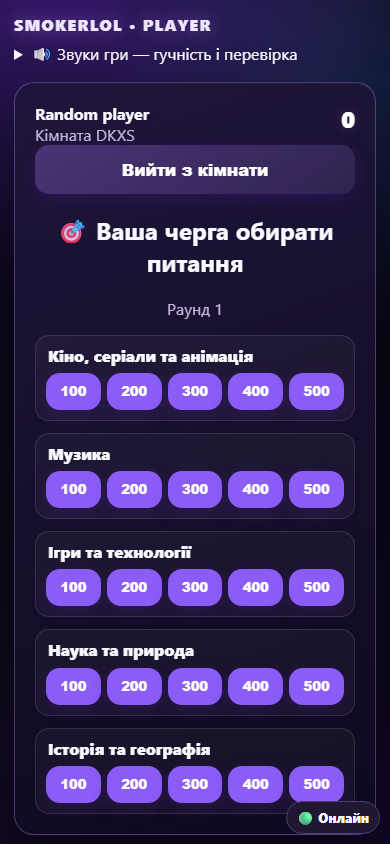 SMOKERLOL • PLAYER
Звуки гри — гучність і перевірка
Random player
0
Кімната DKXS
Вийти з кімнати
Ваша черга обирати
питання
Раунд 1
Кіно, серіали та анімація
100 200 300 400 500
Музика
100 200 300 400 500
Ігри та технології
100 200 300 400 500
Наука та природа
100 200 300 400 500
Історія та географія
100 200 300 400 500
Онлайн